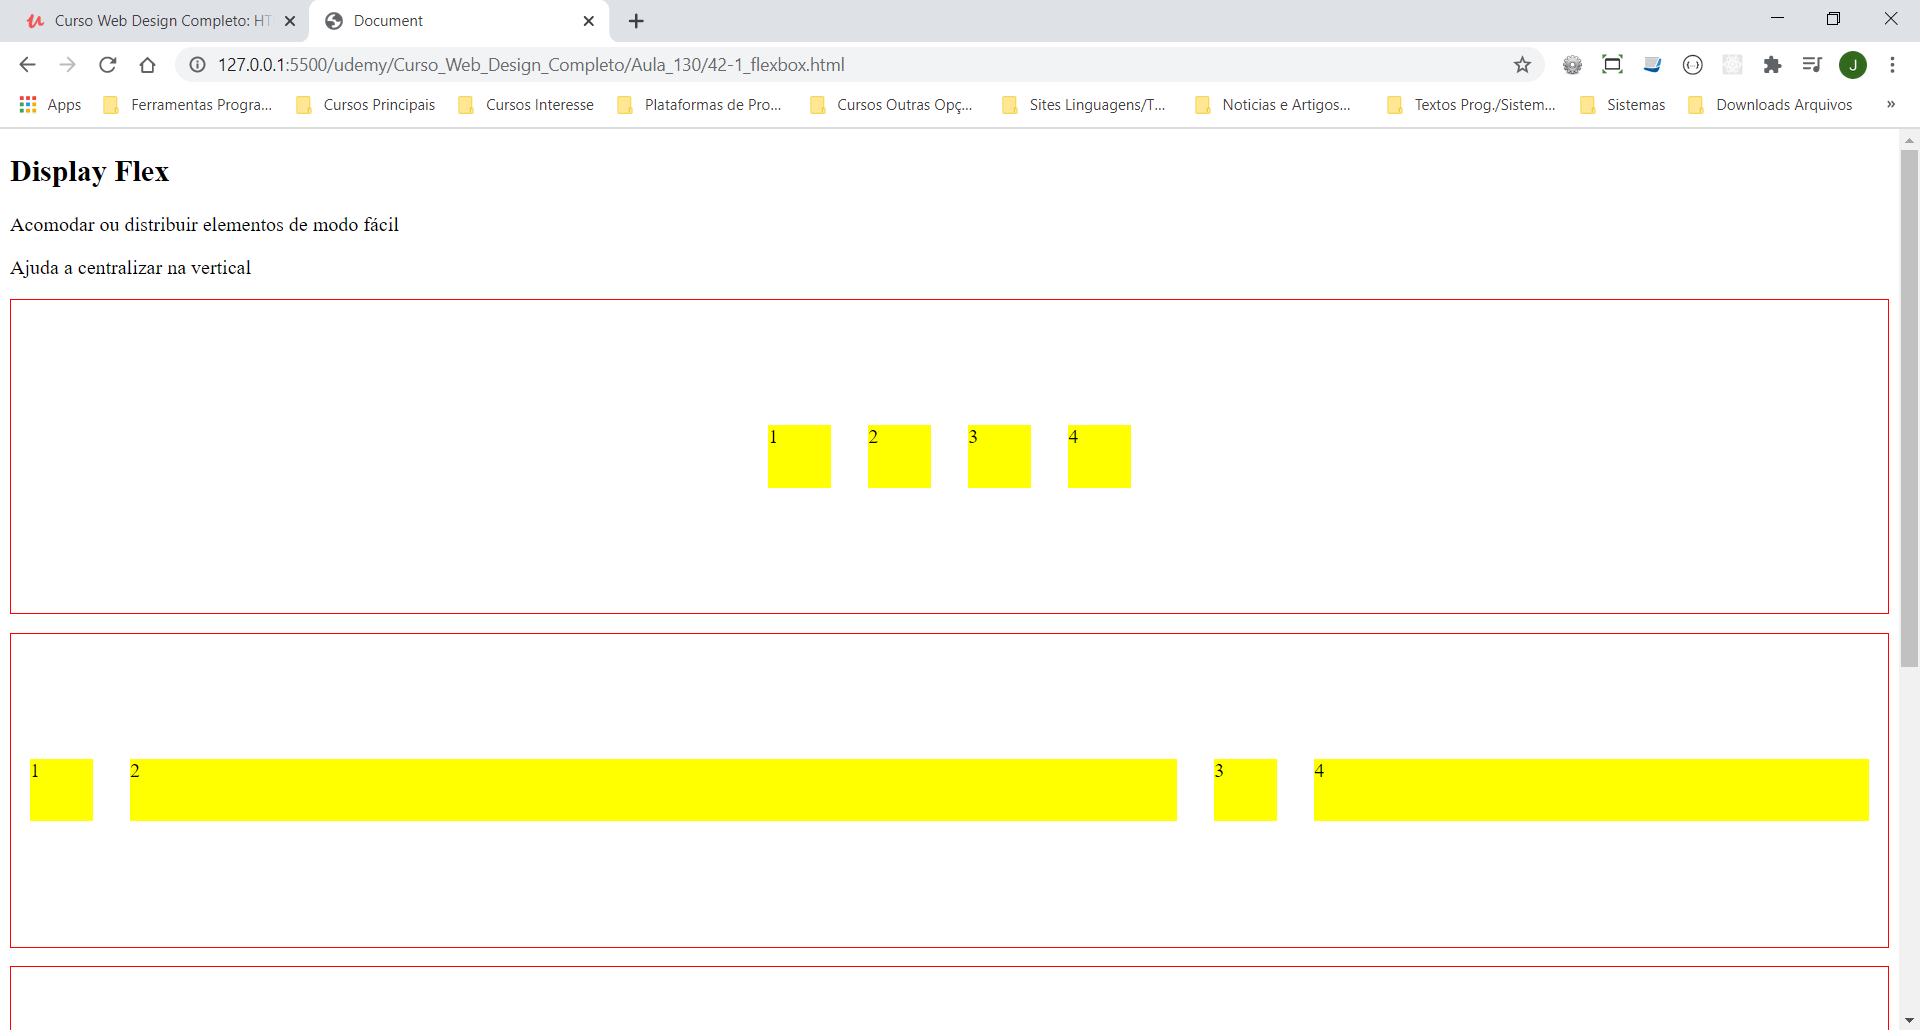 Curso Web Design Completo: HT
Document
127.0.0.1:5500/udemy/Curso_Web_Design_Completo/Aula_130/42-1_flexbox.html
J
Apps
Ferramentas Progra...
Cursos Principais
Cursos Interesse
Plataformas de Pro...
Cursos Outras Opç...
Sites Linguagens/T...
Noticias e Artigos...
Textos Prog./Sistem...
Sistemas
Downloads Arquivos
»
Display Flex
Acomodar ou distribuir elementos de modo fácil
Ajuda a centralizar na vertical
1 2 3 4
1 2 3 4